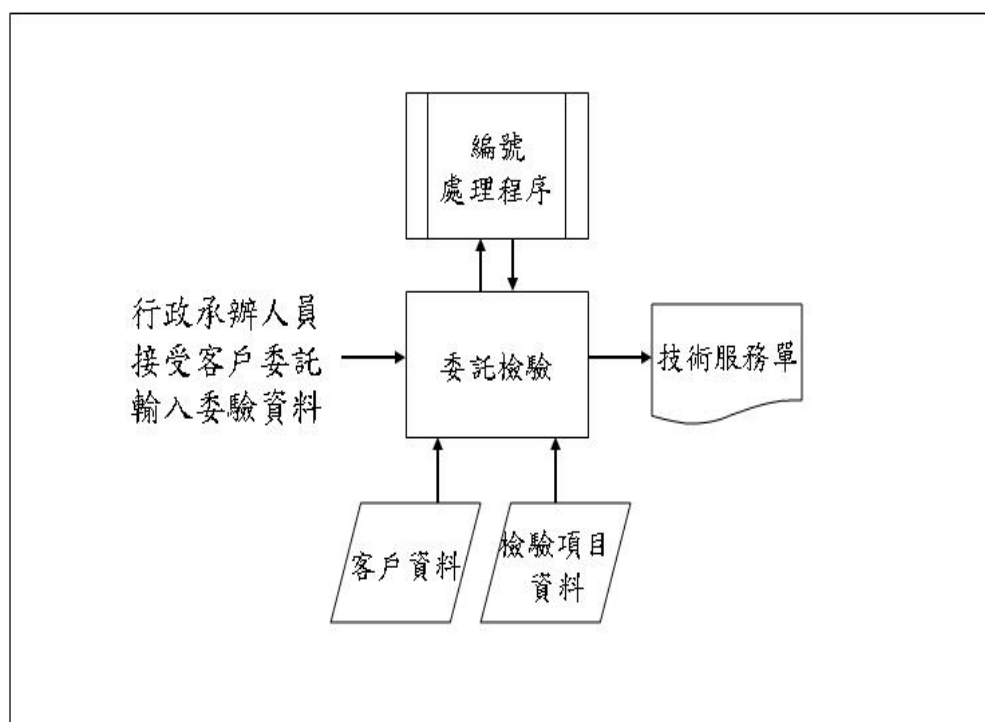 編號
處理程序
行政承辦人員
接受客戶委託
輸入委驗資料
委託檢驗
技術服務單
客戶資料
檢驗項目
資料